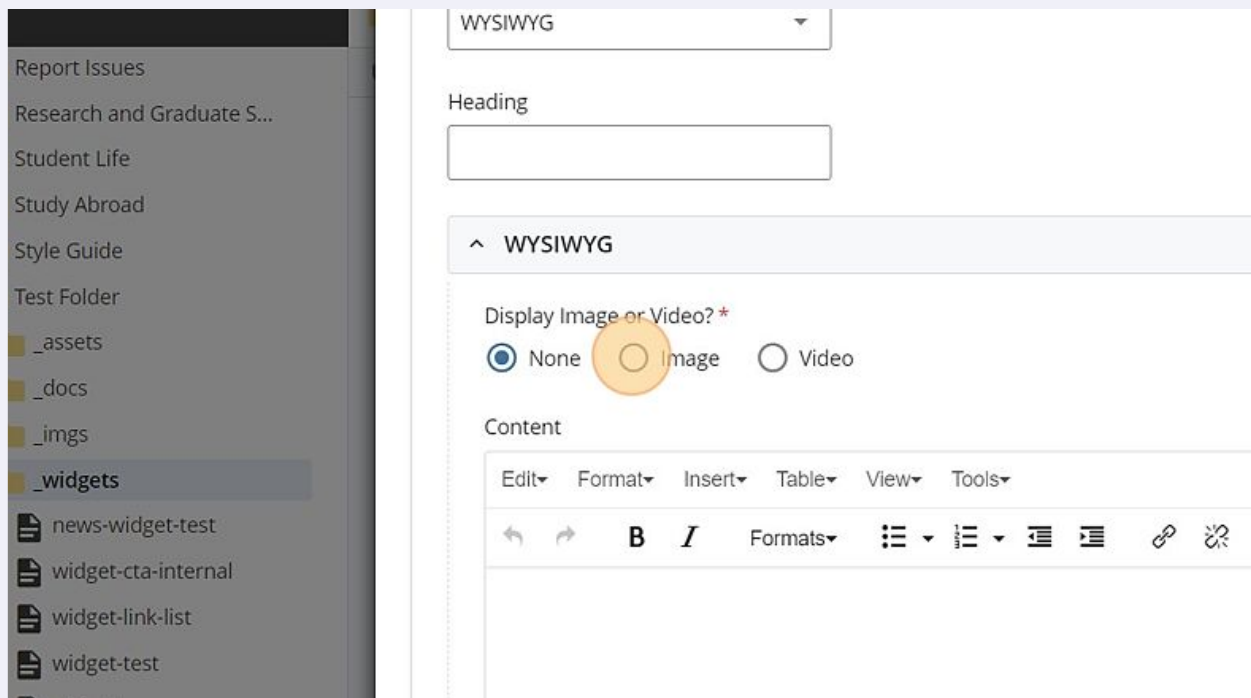 Report Issues
Research and Graduate S...
Student Life
Study Abroad
Style Guide
Test Folder
_assets
_docs
_imgs
_widgets
news-widget-test
widget-cta-internal
widget-link-list
widget-test
WYSIWYG
Heading
WYSIWYG
Display Image or Video? *
None Image Video
Content
Edit Format Insert Table View Tools
B I Formats